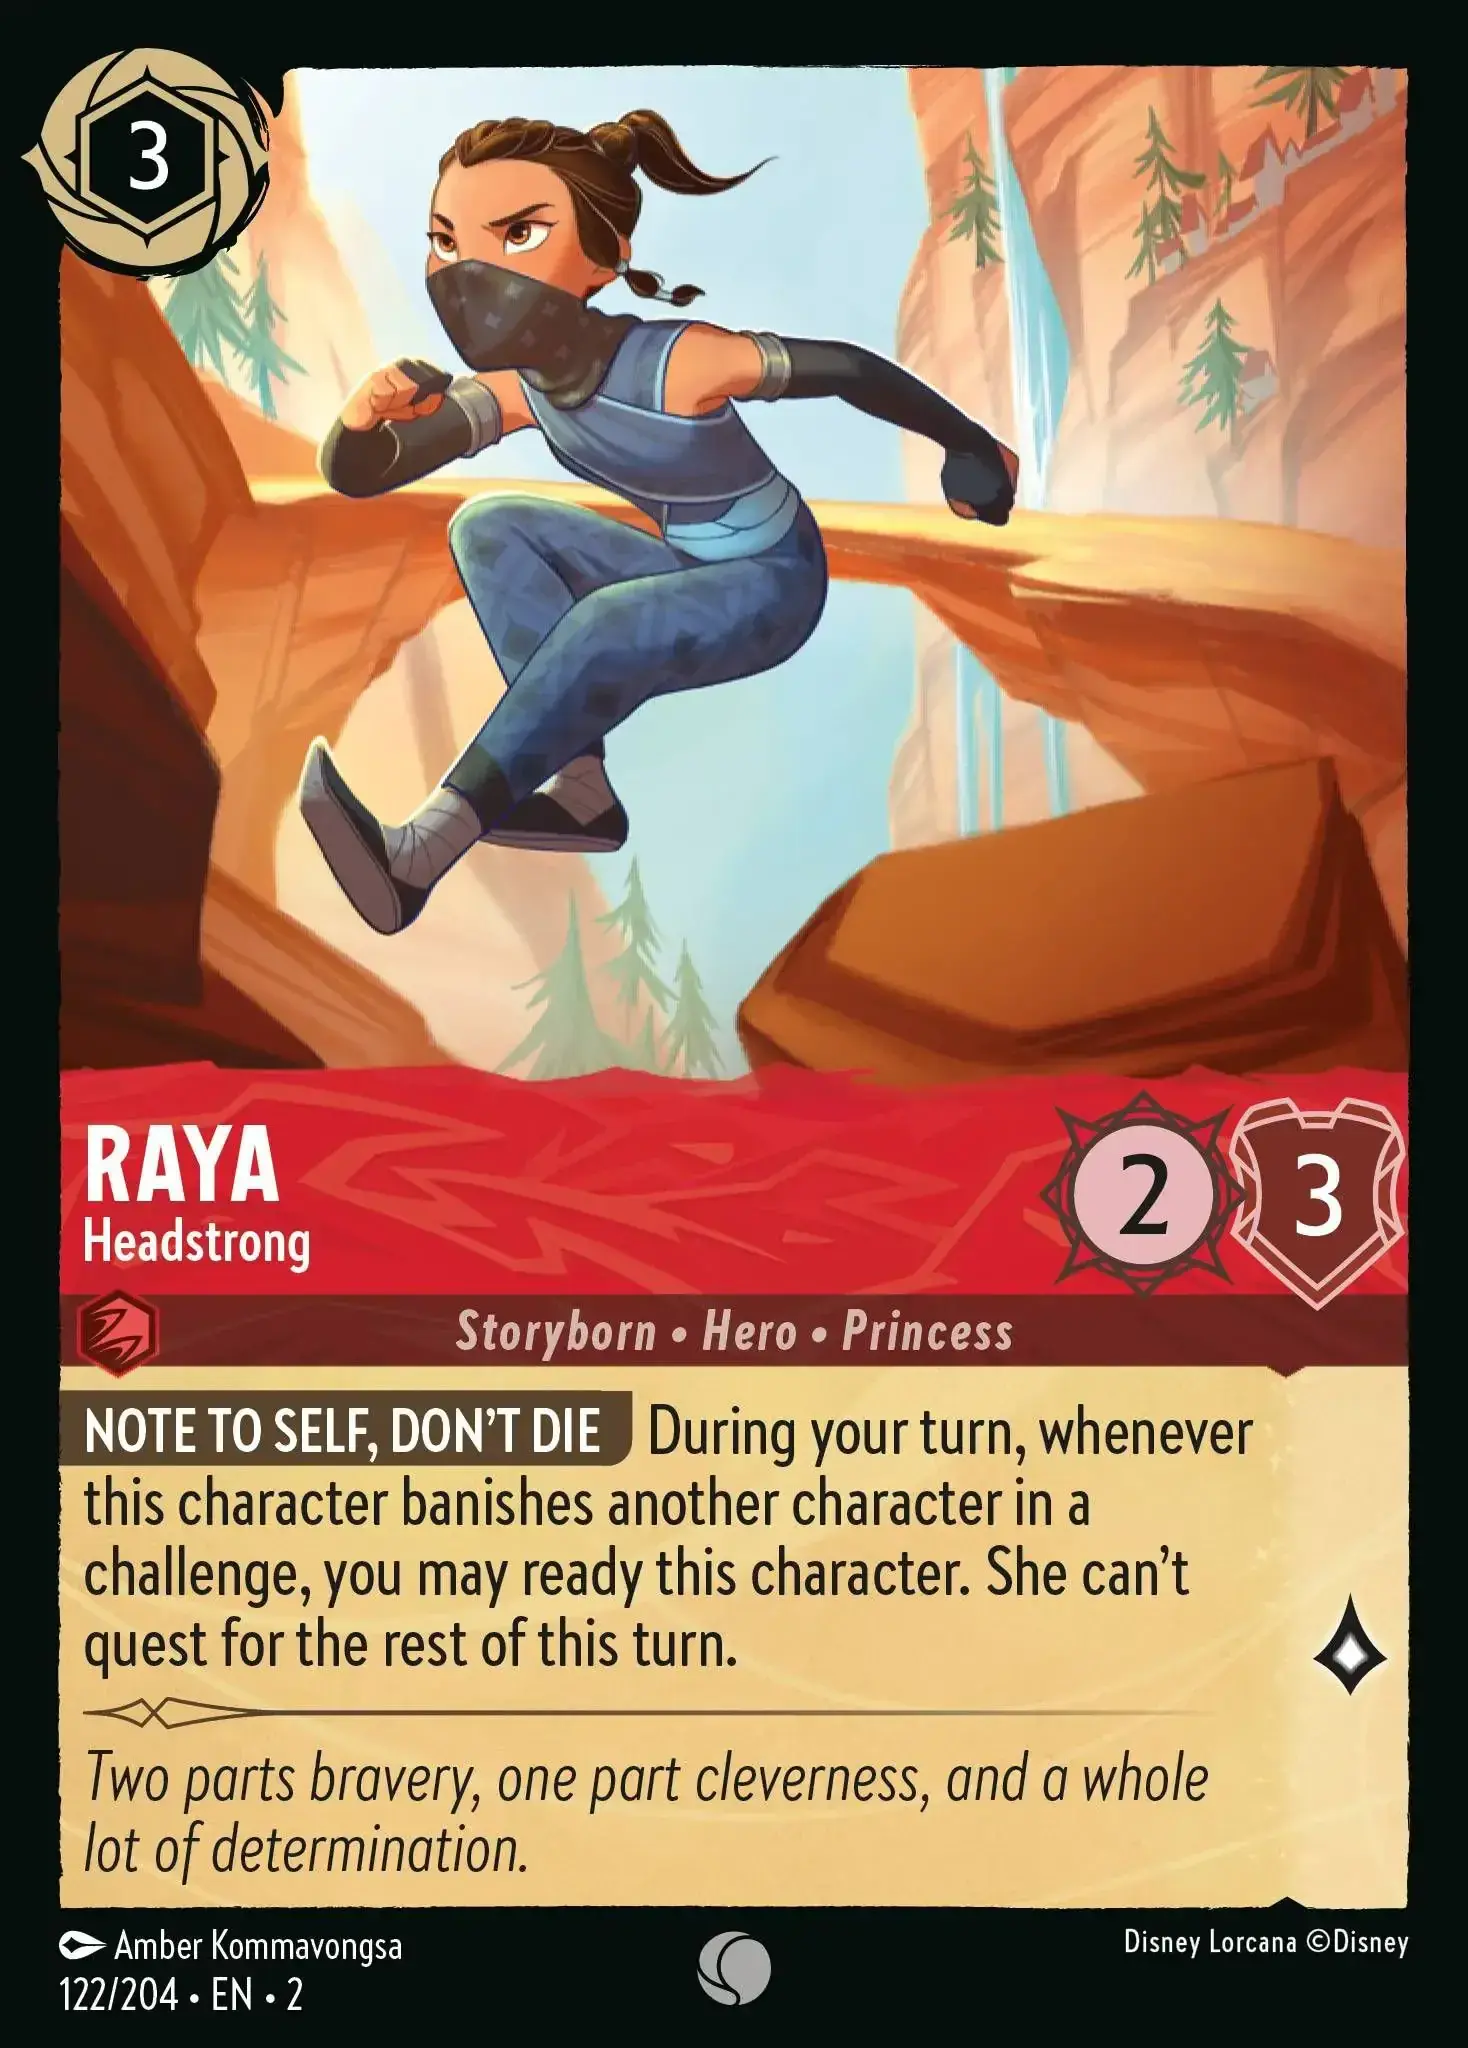 3
RAYA
Headstrong
2
3
Storyborn • Hero • Princess
NOTE TO SELF, DON'T DIE During your turn, whenever
this character banishes another character in a
challenge, you may ready this character. She can't
quest for the rest of this turn.
Two parts bravery, one part cleverness, and a whole
lot of determination.
Amber Kommavongsa
122/204 • EN • 2
Disney Lorcana ©Disney